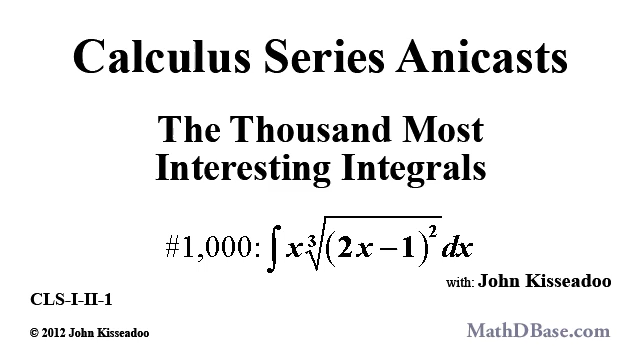 Calculus Series Anicasts
The Thousand Most
Interesting Integrals
#1,000: ∫ x ∛(2x − 1)² dx
with: John Kisseadoo
CLS-I-II-1
© 2012 John Kisseadoo
MathDBase.com